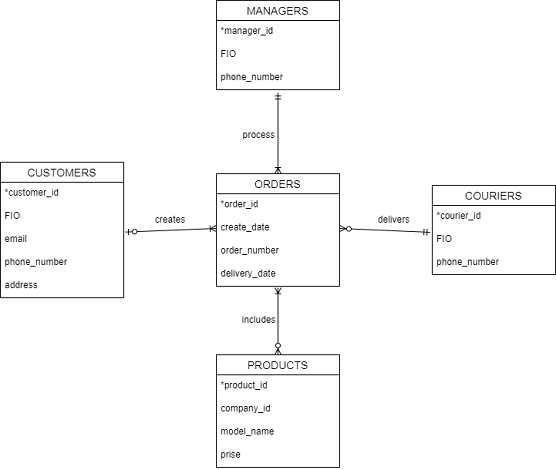 MANAGERS
*manager_id
FIO
phone_number
process
CUSTOMERS
*customer_id
FIO
email
phone_number
address
creates
ORDERS
*order_id
create_date
order_number
delivery_date
delivers
COURIERS
*courier_id
FIO
phone_number
includes
PRODUCTS
*product_id
company_id
model_name
prise